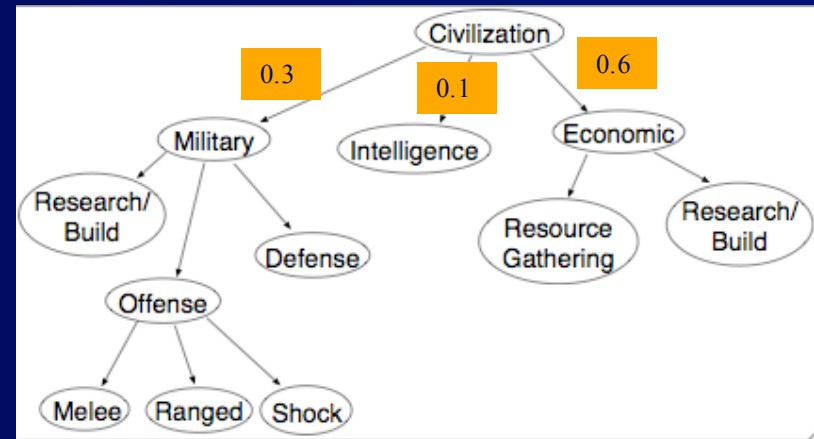 Civilization
0.3
0.1
0.6
Military
Intelligence
Economic
Research/
Build
Defense
Resource
Gathering
Research/
Build
Offense
Melee
Ranged
Shock